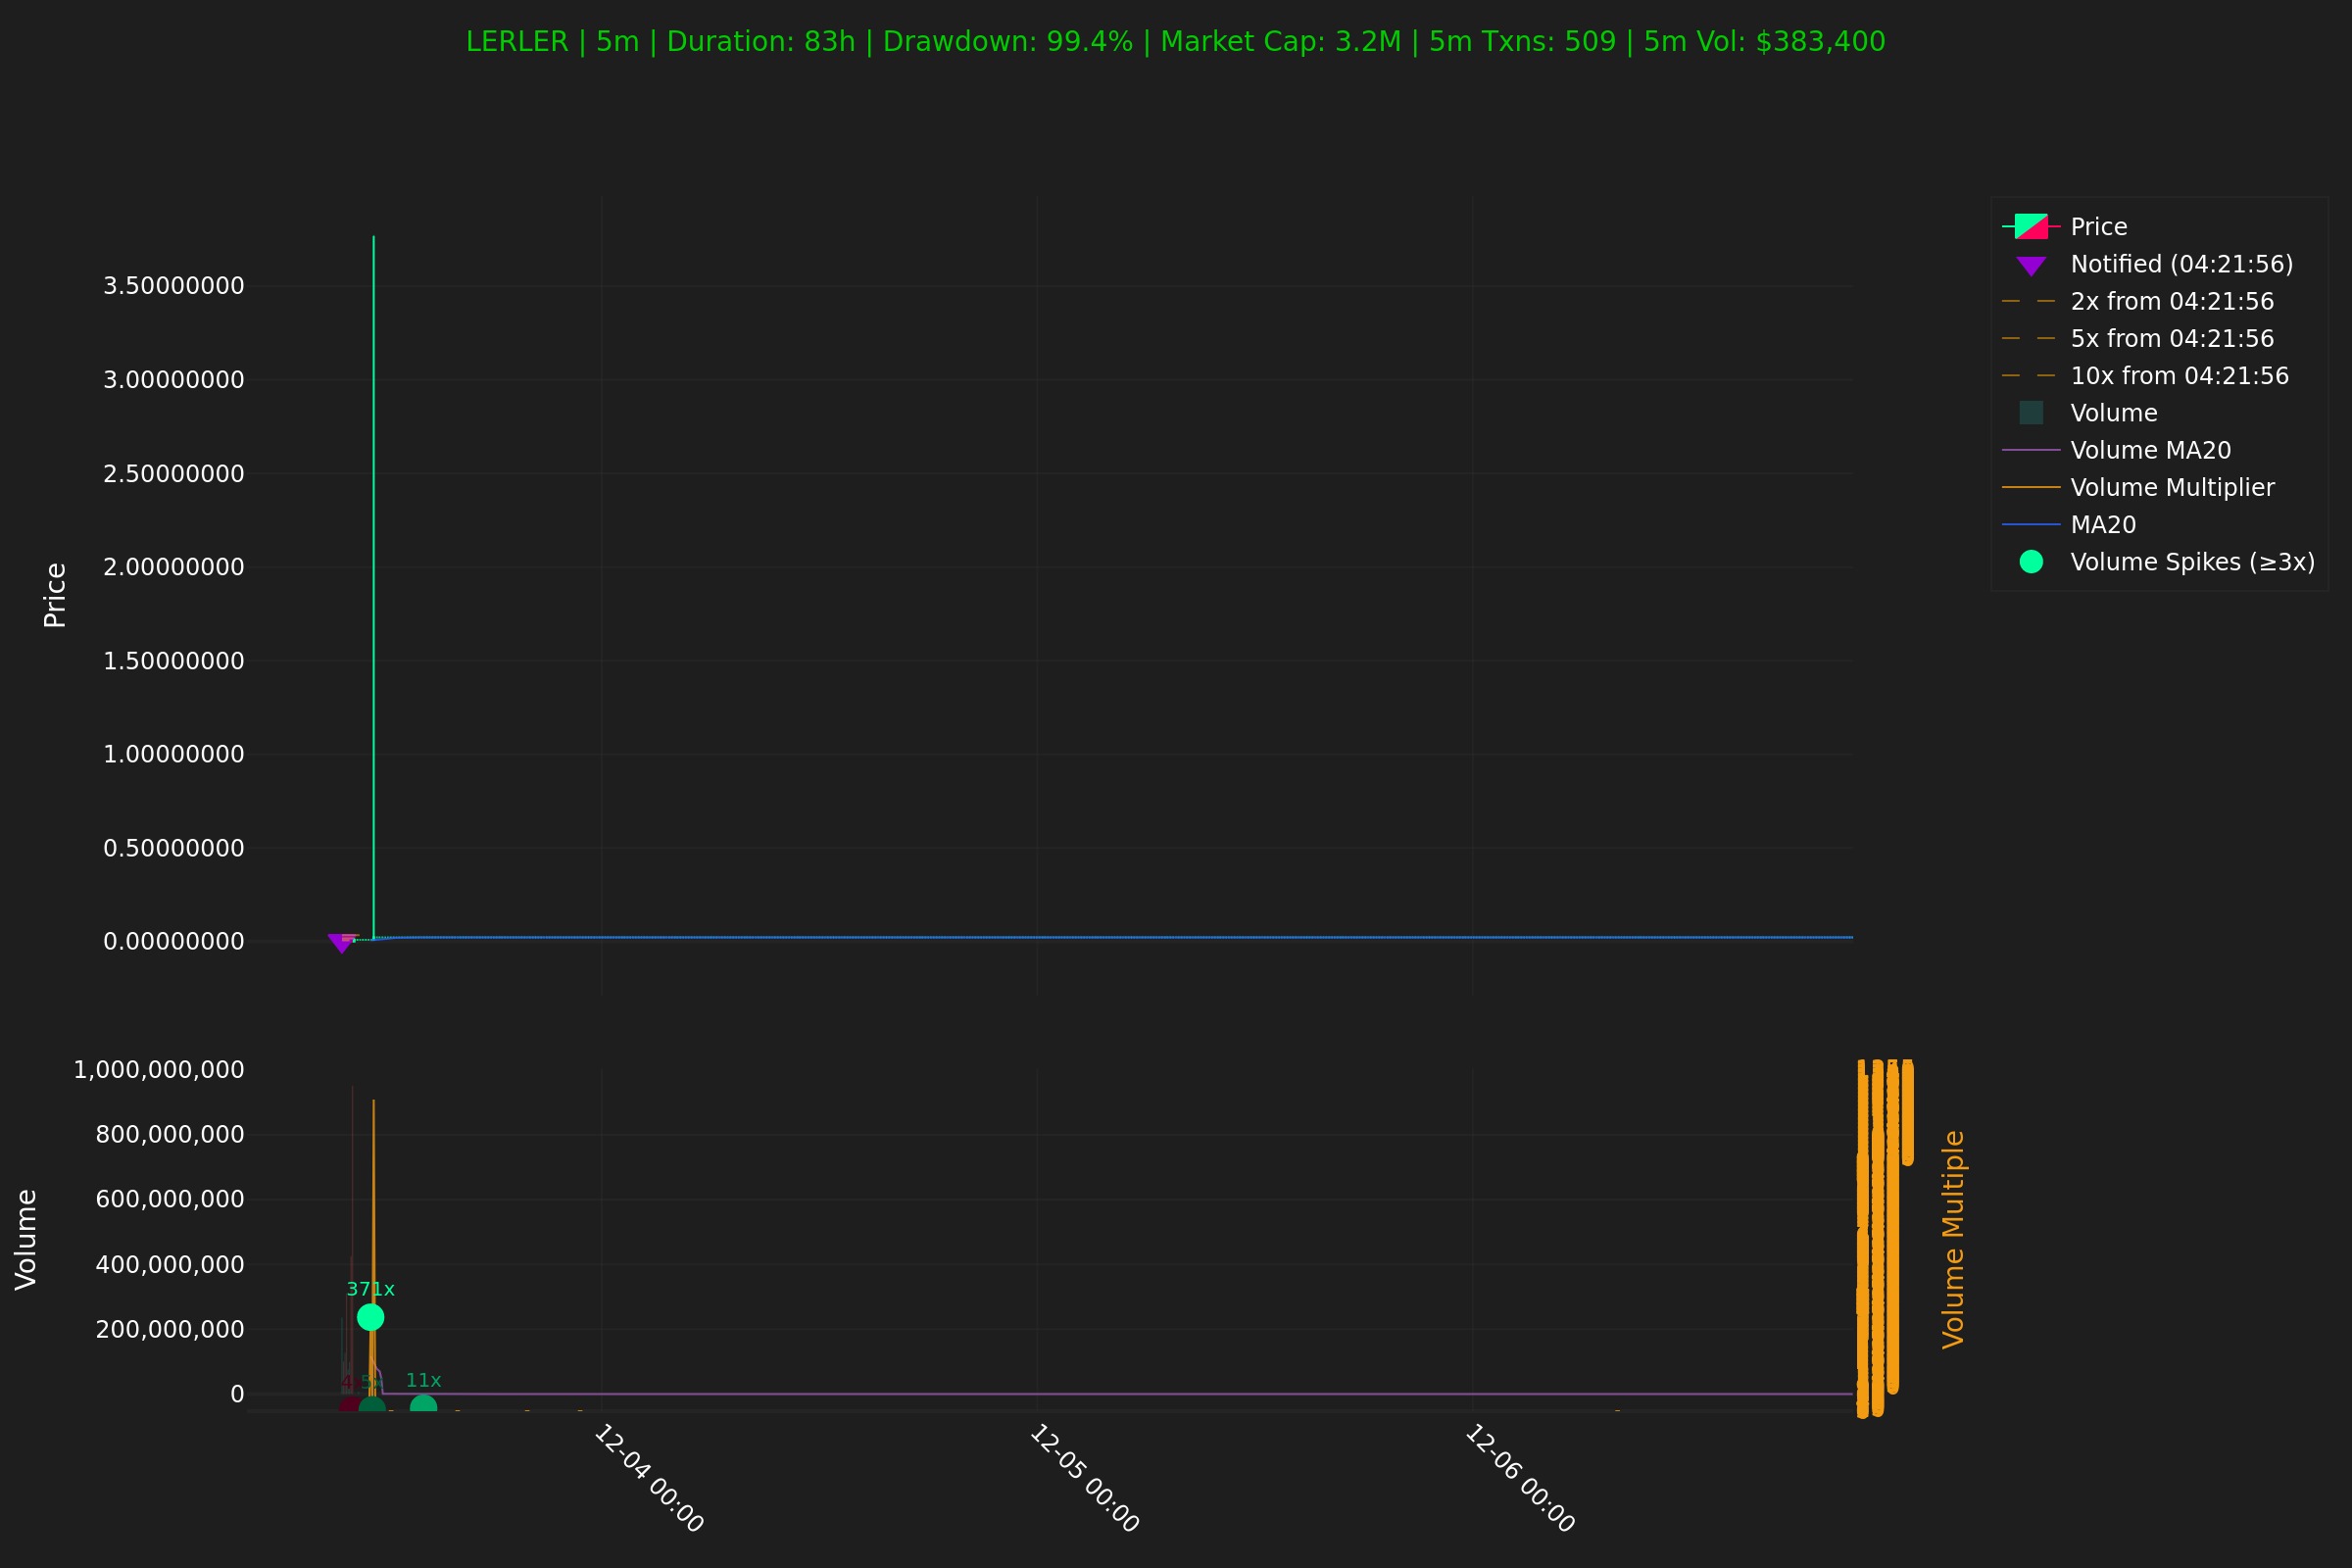 LERLER | 5m | Duration: 83h | Drawdown: 99.4% | Market Cap: 3.2M | 5m Txns: 509 | 5m Vol: $383,400
Price
3.50000000
3.00000000
2.50000000
2.00000000
1.50000000
1.00000000
0.50000000
0.00000000
Price
Notified (04:21:56)
2x from 04:21:56
5x from 04:21:56
10x from 04:21:56
Volume
Volume MA20
Volume Multiplier
MA20
Volume Spikes (≥3x)
Volume
1,000,000,000
800,000,000
600,000,000
400,000,000
200,000,000
0
371x
11x
Volume Multiple
12-04 00:00
12-05 00:00
12-06 00:00